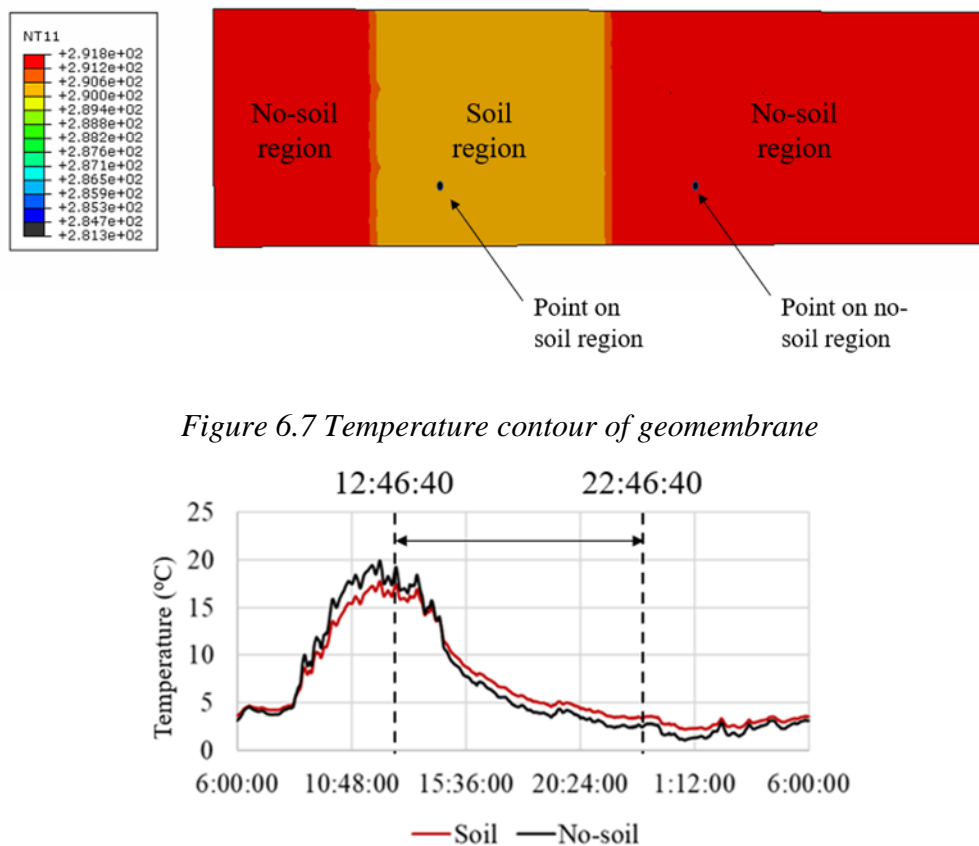 NT11
+2.918e+02
+2.912e+02
+2.906e+02
+2.900e+02
+2.894e+02
+2.888e+02
+2.882e+02
+2.876e+02
+2.871e+02
+2.865e+02
+2.859e+02
+2.853e+02
+2.847e+02
+2.813e+02
No-soil
region
Soil
region
No-soil
region
Point on
soil region
Point on no-
soil region
Figure 6.7 Temperature contour of geomembrane
12:46:40 22:46:40
Temperature (°C)
25
20
15
10
5
0
6:00:00 10:48:00 15:36:00 20:24:00 1:12:00 6:00:00
Soil No-soil